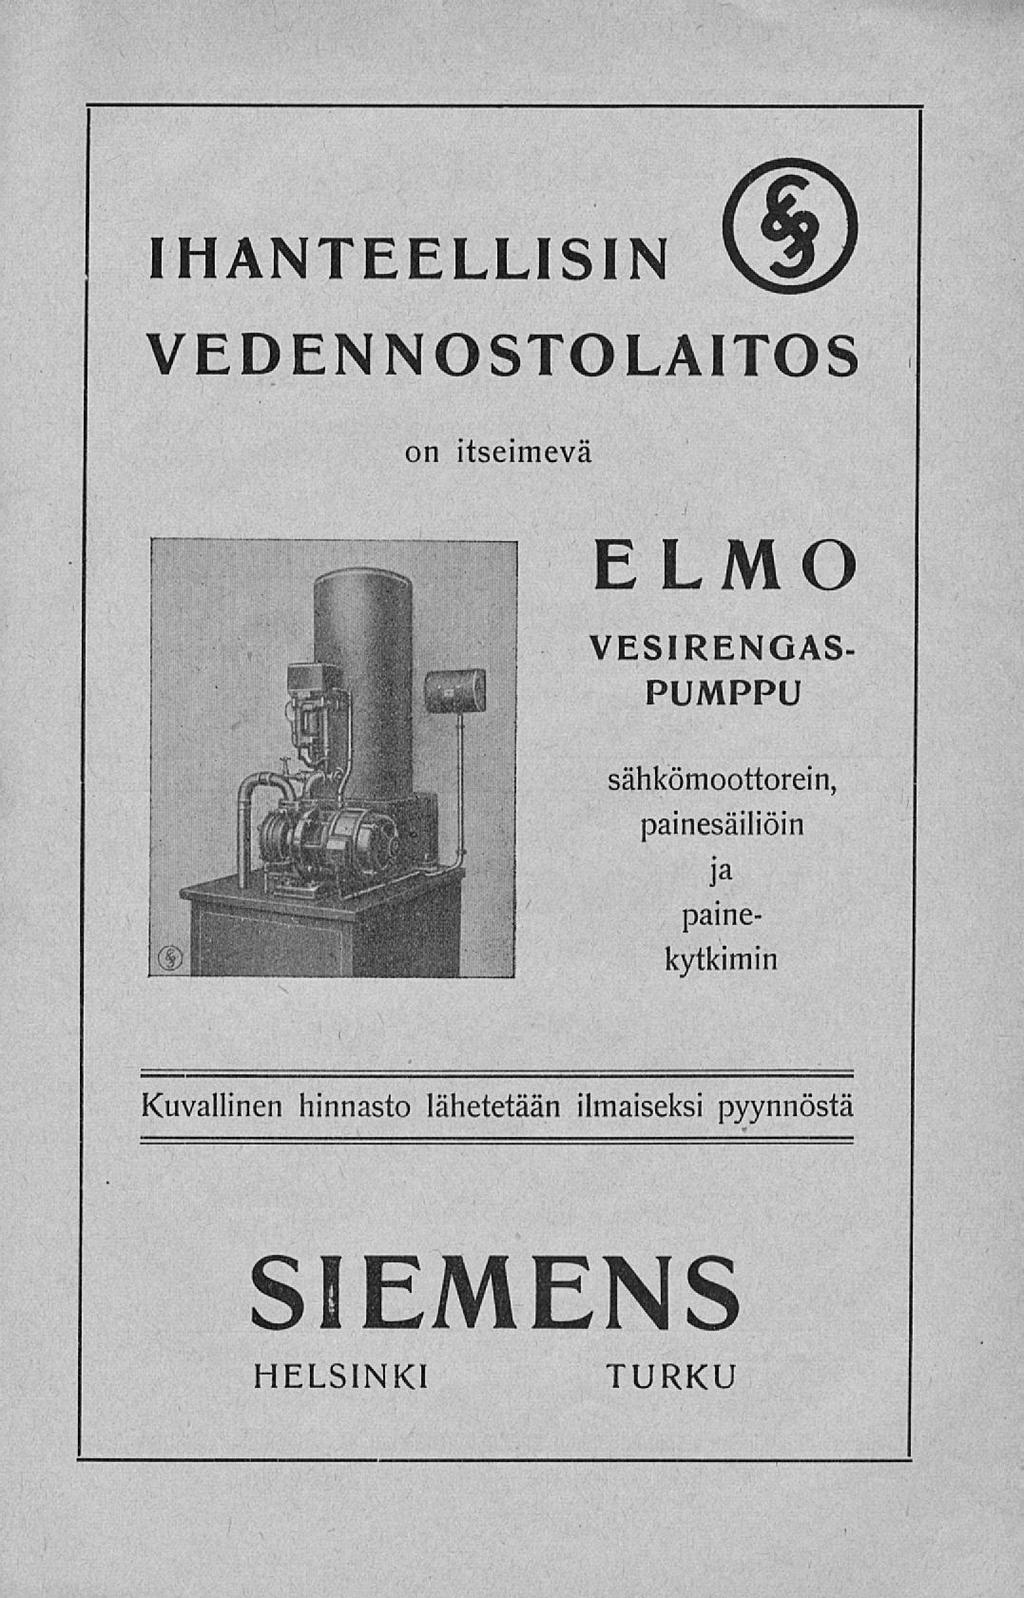 IHANTEELLISIN
VEDENNOSTOLAITOS
on itseimevä
ELMO
VESIRENGAS-
PUMPPU
sähkömoottorein,
painesäiliöin
ja
paine-
kytkimin
Kuvallinen hinnasto lähetetään ilmaiseksi pyynnöstä
SIEMENS
HELSINKI TURKU